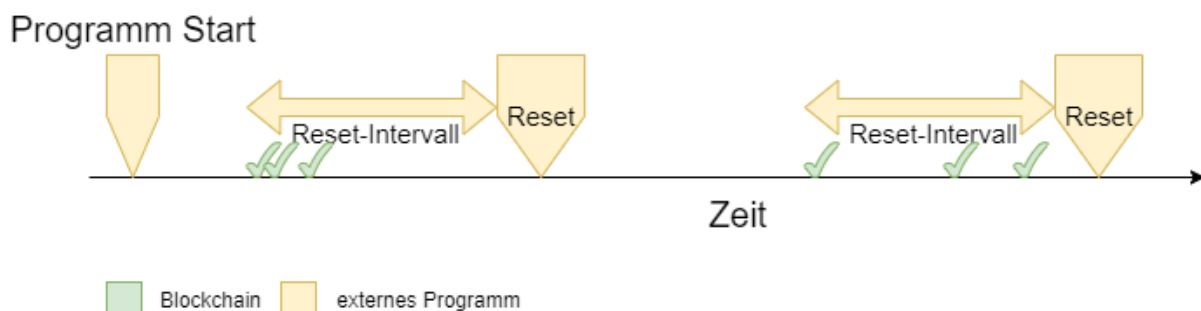 Programm Start
Reset
Reset-Intervall
Reset
Reset-Intervall
Zeit
Blockchain
externes Programm